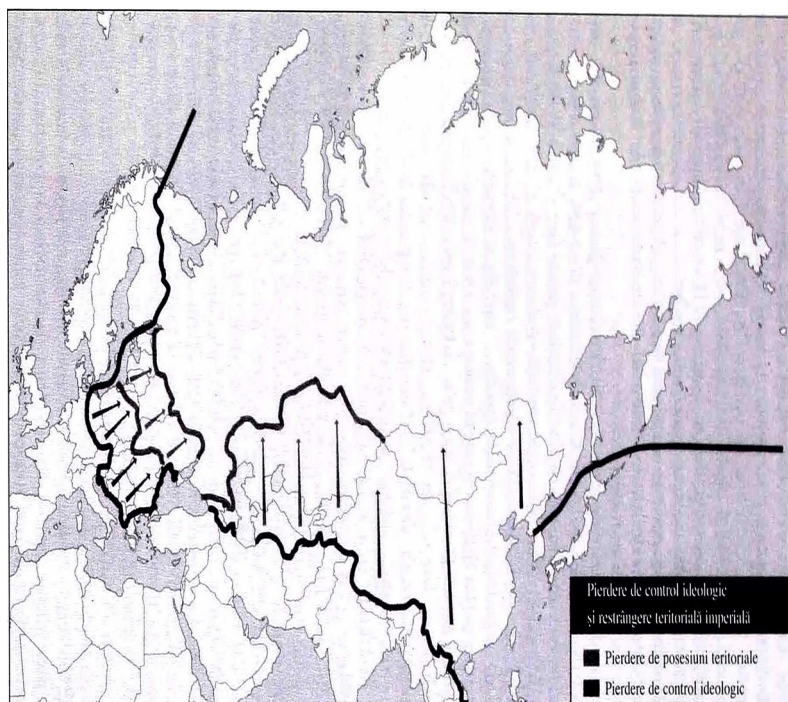 Pierdere de control ideologic
și restrângere teritorială imperială
Pierdere de posesiuni teritoriale
Pierdere de control ideologic